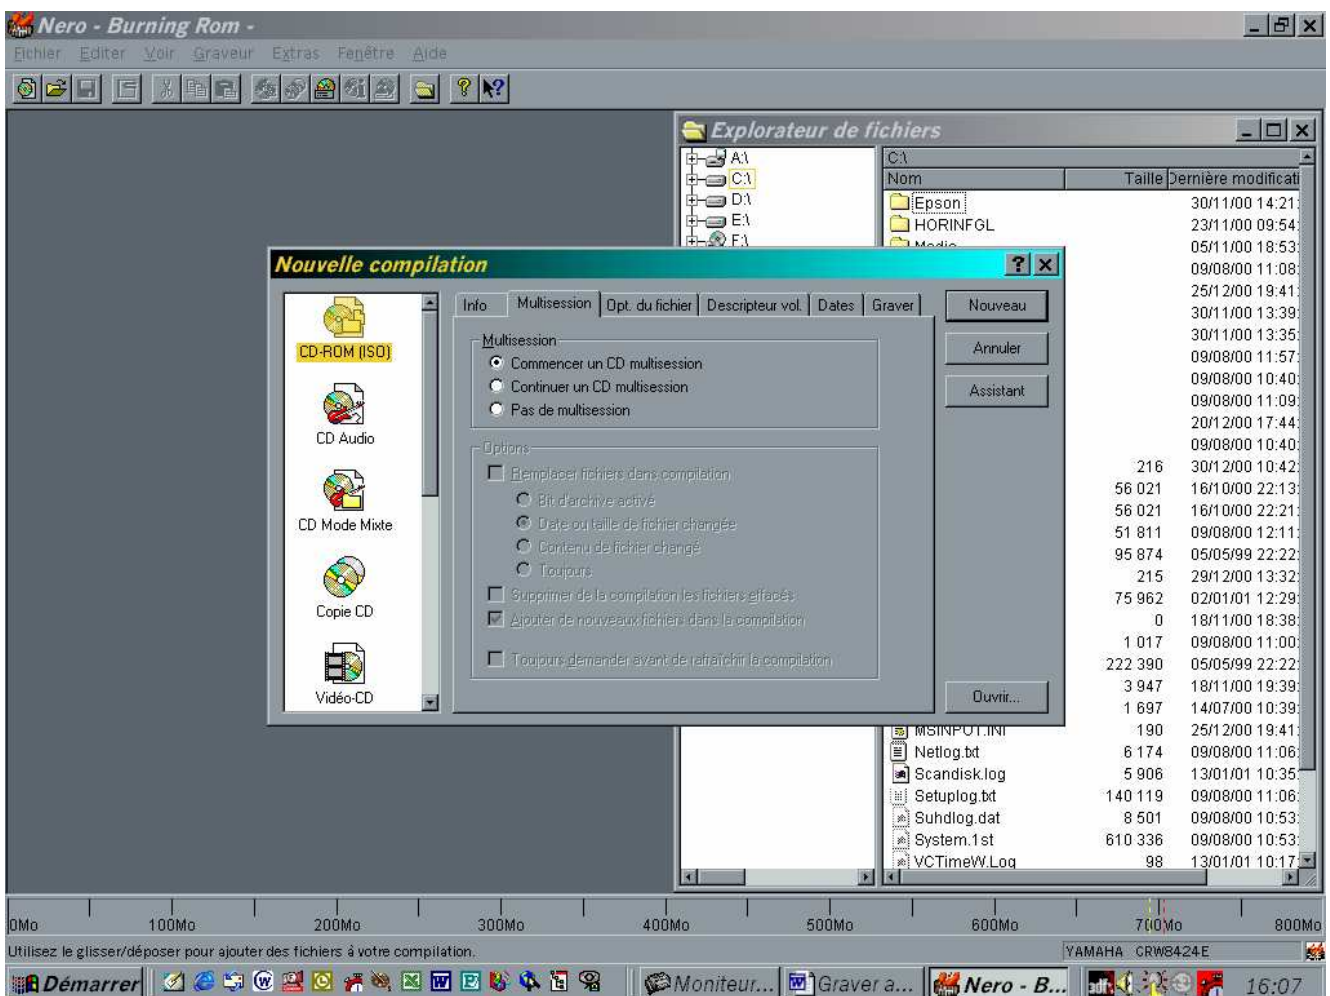 Nero - Burning Rom -
Fichier Editer Voir Graveur Extras Fenêtre Aide
Explorateur de fichiers
A:\
C:\
D:\
E:\
F:\
C:\
Nom Taille Dernière modificati
Epson 30/11/00 14:21:
HORINFGL 23/11/00 09:54:
05/11/00 18:53:
09/08/00 11:08:
25/12/00 19:41:
30/11/00 13:39:
30/11/00 13:35:
09/08/00 11:57:
09/08/00 10:40:
09/08/00 11:09:
20/12/00 17:44:
09/08/00 10:40:
216 30/12/00 10:42:
56 021 16/10/00 22:13:
56 021 16/10/00 22:21:
51 811 09/08/00 12:11:
95 874 05/05/99 22:22:
215 29/12/00 13:32:
75 962 02/01/01 12:29:
0 18/11/00 18:38:
1 017 09/08/00 11:00:
222 390 05/05/99 22:22:
3 947 18/11/00 19:39:
1 697 14/07/00 10:39:
MSINPUT.INI 190 25/12/00 19:41:
Netlog.txt 6 174 09/08/00 11:06:
Scandisk.log 5 906 13/01/01 10:35:
Setuplog.txt 140 119 09/08/00 11:06:
Suhdlog.dat 8 501 09/08/00 10:53:
System.1st 610 336 09/08/00 10:53:
VCTimeW.Log 98 13/01/01 10:17:
Nouvelle compilation
CD-ROM (ISO)
CD Audio
CD Mode Mixte
Copie CD
Vidéo-CD
Info Multisession Opt. du fichier Descripteur vol. Dates Graver
Multisession
Commencer un CD multisession
Continuer un CD multisession
Pas de multisession
Options
Remplacer fichiers dans compilation
Bit d'archive activé
Date ou taille de fichier changée
Contenu de fichier changé
Toujours
Supprimer de la compilation les fichiers effacés
Ajouter de nouveaux fichiers dans la compilation
Toujours demander avant de rafraîchir la compilation
Nouveau
Annuler
Assistant
Ouvrir...
0Mo 100Mo 200Mo 300Mo 400Mo 500Mo 600Mo 700Mo 800Mo
Utilisez le glisser/déposer pour ajouter des fichiers à votre compilation.
YAMAHA CRW8424E
Démarrer Moniteur... Graver a... Nero - B... 16:07